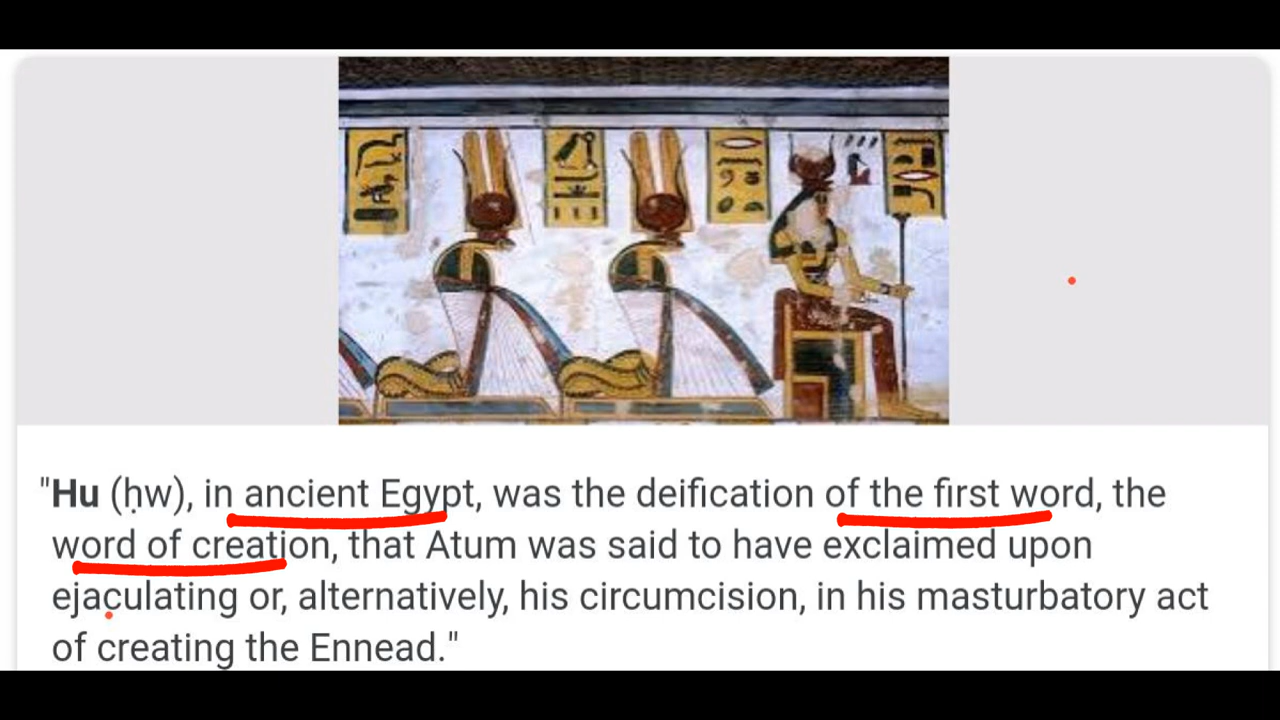 "Hu (ḥw), in ancient Egypt, was the deification of the first word, the
word of creation, that Atum was said to have exclaimed upon
ejaculating or, alternatively, his circumcision, in his masturbatory act
of creating the Ennead."